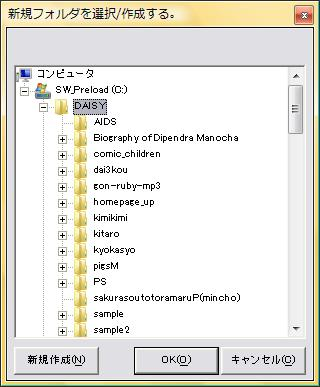 新規フォルダを選択/作成する。
コンピュータ
SW_Preload (C:)
DAISY
AIDS
Biography of Dipendra Manocha
comic_children
dai3kou
gon-ruby-mp3
homepage_up
kimikimi
kitaro
kyokasyo
pigsM
PS
sakurasoutotoramaruP(mincho)
sample
sample2
新規作成(N)
OK(O)
キャンセル(C)